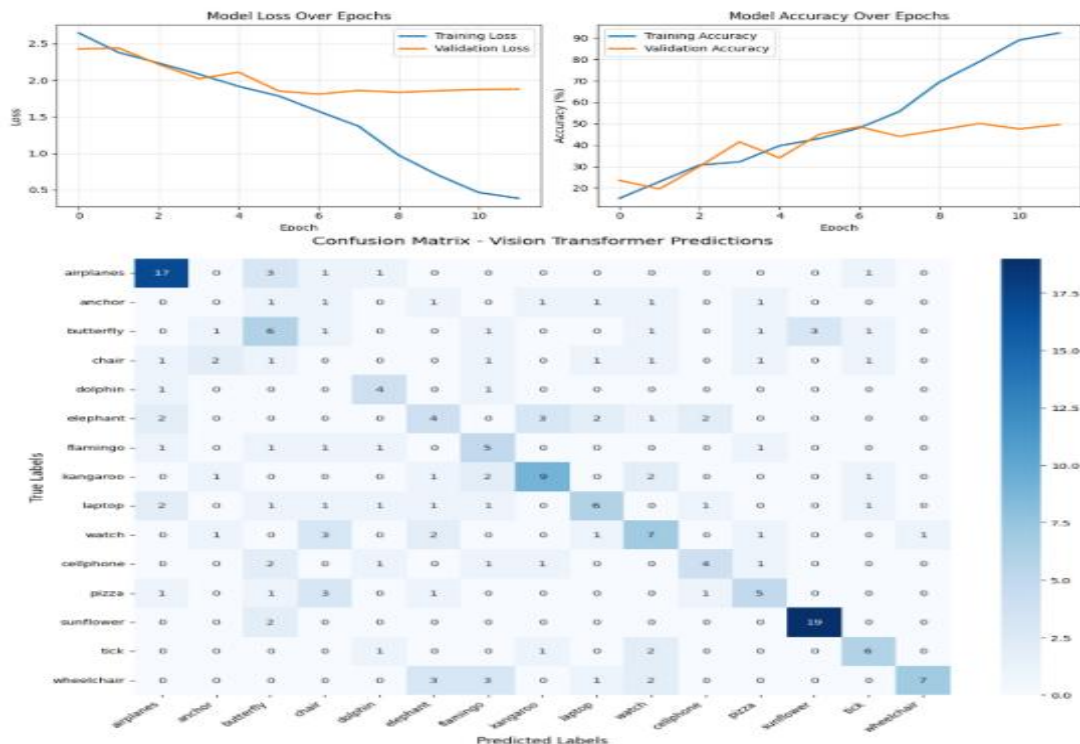 Model Loss Over Epochs
Training Loss
Validation Loss
2.5
2.0
1.5
1.0
0.5
Loss
0 2 4 6 8 10
Epoch
Model Accuracy Over Epochs
Training Accuracy
Validation Accuracy
90
80
70
60
50
40
30
20
Accuracy (%)
0 2 4 6 8 10
Epoch
Confusion Matrix - Vision Transformer Predictions
True Labels
airplanes 17 0 3 1 1 0 0 0 0 0 0 0 0 1 0
anchor 0 0 1 1 0 1 0 1 1 1 0 1 0 0 0
butterfly 0 1 6 1 0 0 1 0 0 1 0 1 3 1 0
chair 1 2 1 0 0 0 1 0 1 1 0 1 0 1 0
dolphin 1 0 0 0 4 0 1 0 0 0 0 0 0 0 0
elephant 2 0 0 0 0 4 0 3 2 1 2 0 0 0 0
flamingo 1 0 1 1 1 0 5 0 0 0 0 1 0 0 0
kangaroo 0 1 0 0 0 1 2 9 0 2 0 0 0 1 0
laptop 2 0 1 1 1 1 1 0 6 0 1 0 0 1 0
watch 0 1 0 3 0 2 0 0 1 7 0 1 0 0 1
cellphone 0 0 2 0 1 0 1 1 0 0 4 1 0 0 0
pizza 1 0 1 3 0 1 0 0 0 0 1 5 0 0 0
sunflower 0 0 2 0 0 0 0 0 0 0 0 0 19 0 0
tick 0 0 0 0 1 0 0 1 0 2 0 0 0 6 0
wheelchair 0 0 0 0 0 3 3 0 1 2 0 0 0 0 7
airplanes anchor butterfly chair dolphin elephant flamingo kangaroo laptop watch cellphone pizza sunflower tick wheelchair
Predicted Labels
17.5
15.0
12.5
10.0
7.5
5.0
2.5
0.0